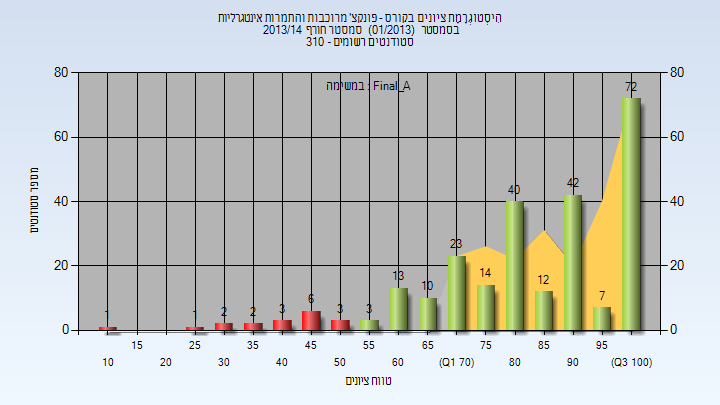 היסטוגרמת ציונים בקורס - פונקצ' מרוכבות והתמרות אינטגרליות
בסמסטר (01/2013) סמסטר חורף 2013/14
סטודנטים רשומים - 310
במשימה : Final_A
80 80
60 60
40 40
20 20
0 0
מספר סטודנטים
1 1 2 2 3 6 3 3 13 10 23 14 40 12 42 7 72
15 25 35 45 55 65 75 85 95
10 20 30 40 50 60 (Q1 70) 80 90 (Q3 100)
טווח ציונים